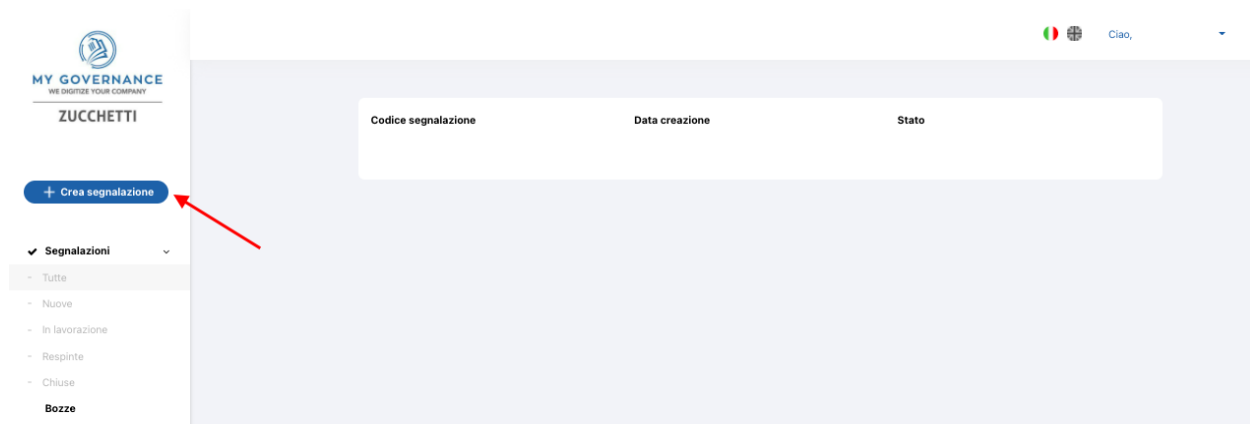 Ciao,
MY GOVERNANCE
WE DIGITIZE YOUR COMPANY
ZUCCHETTI
Codice segnalazione Data creazione Stato
+ Crea segnalazione
Segnalazioni
- Tutte
- Nuove
- In lavorazione
- Respinte
- Chiuse
Bozze